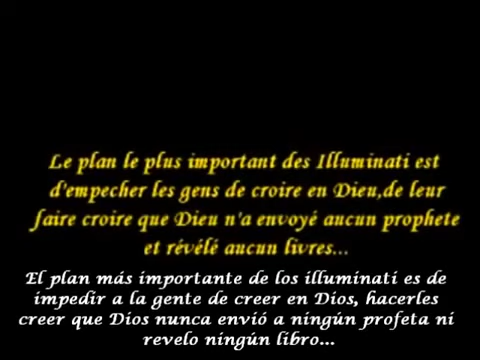 Le plan le plus important des Illuminati est
d'empecher les gens de croire en Dieu,de leur
faire croire que Dieu n'a envoyé aucun prophete
et révélé aucun livres...
El plan más importante de los illuminati es de
impedir a la gente de creer en Dios, hacerles
creer que Dios nunca envió a ningún profeta ni
revelo ningún libro...